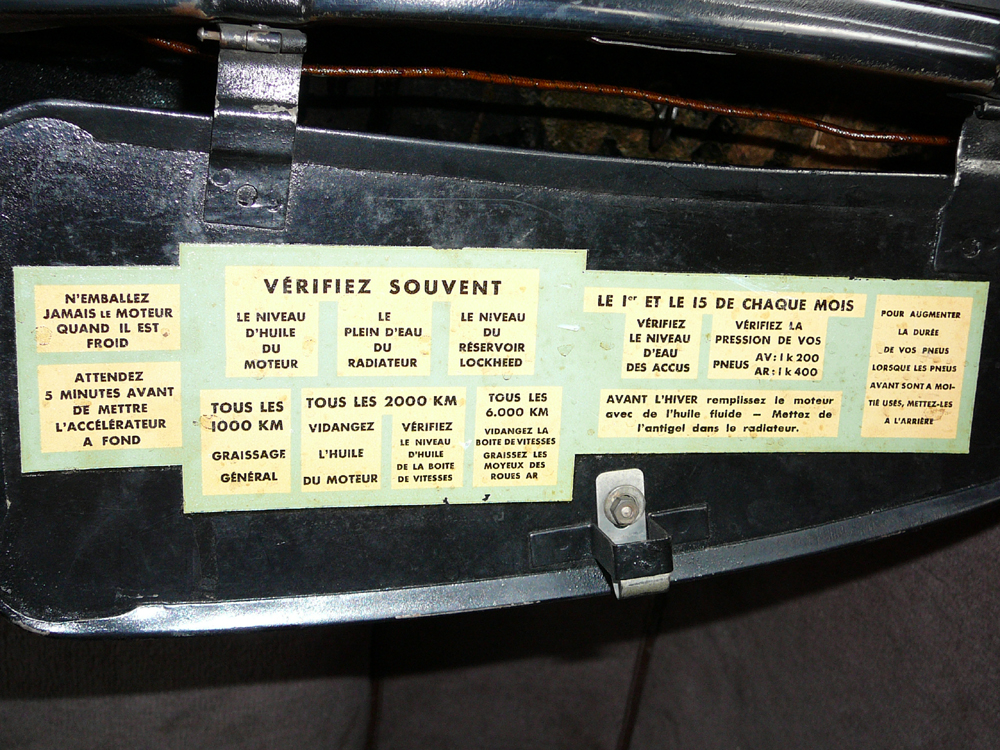 N'EMBALLEZ
JAMAIS LE MOTEUR
QUAND IL EST
FROID
ATTENDEZ
5 MINUTES AVANT
DE METTRE
L'ACCÉLÉRATEUR
A FOND
VÉRIFIEZ SOUVENT
LE NIVEAU
D'HUILE
DU
MOTEUR
LE
PLEIN D'EAU
DU
RADIATEUR
LE NIVEAU
DU
RÉSERVOIR
LOCKHEED
TOUS LES
1000 KM
GRAISSAGE
GÉNÉRAL
TOUS LES 2000 KM
VIDANGEZ
L'HUILE
DU MOTEUR
VÉRIFIEZ
LE NIVEAU
D'HUILE
DE LA BOITE
DE VITESSES
TOUS LES
6.000 KM
VIDANGEZ LA
BOITE DE VITESSES
GRAISSEZ LES
MOYEUX DES
ROUES AR
LE 1er ET LE 15 DE CHAQUE MOIS
VÉRIFIEZ
LE NIVEAU
D'EAU
DES ACCUS
VÉRIFIEZ LA
PRESSION DE VOS
PNEUS AV : 1 k 200
AR : 1 k 400
AVANT L'HIVER remplissez le moteur
avec de l'huile fluide — Mettez de
l'antigel dans le radiateur.
POUR AUGMENTER
LA DURÉE
DE VOS PNEUS
LORSQUE LES PNEUS
AVANT SONT A MOI-
TIÉ USÉS, METTEZ-LES
A L'ARRIÈRE